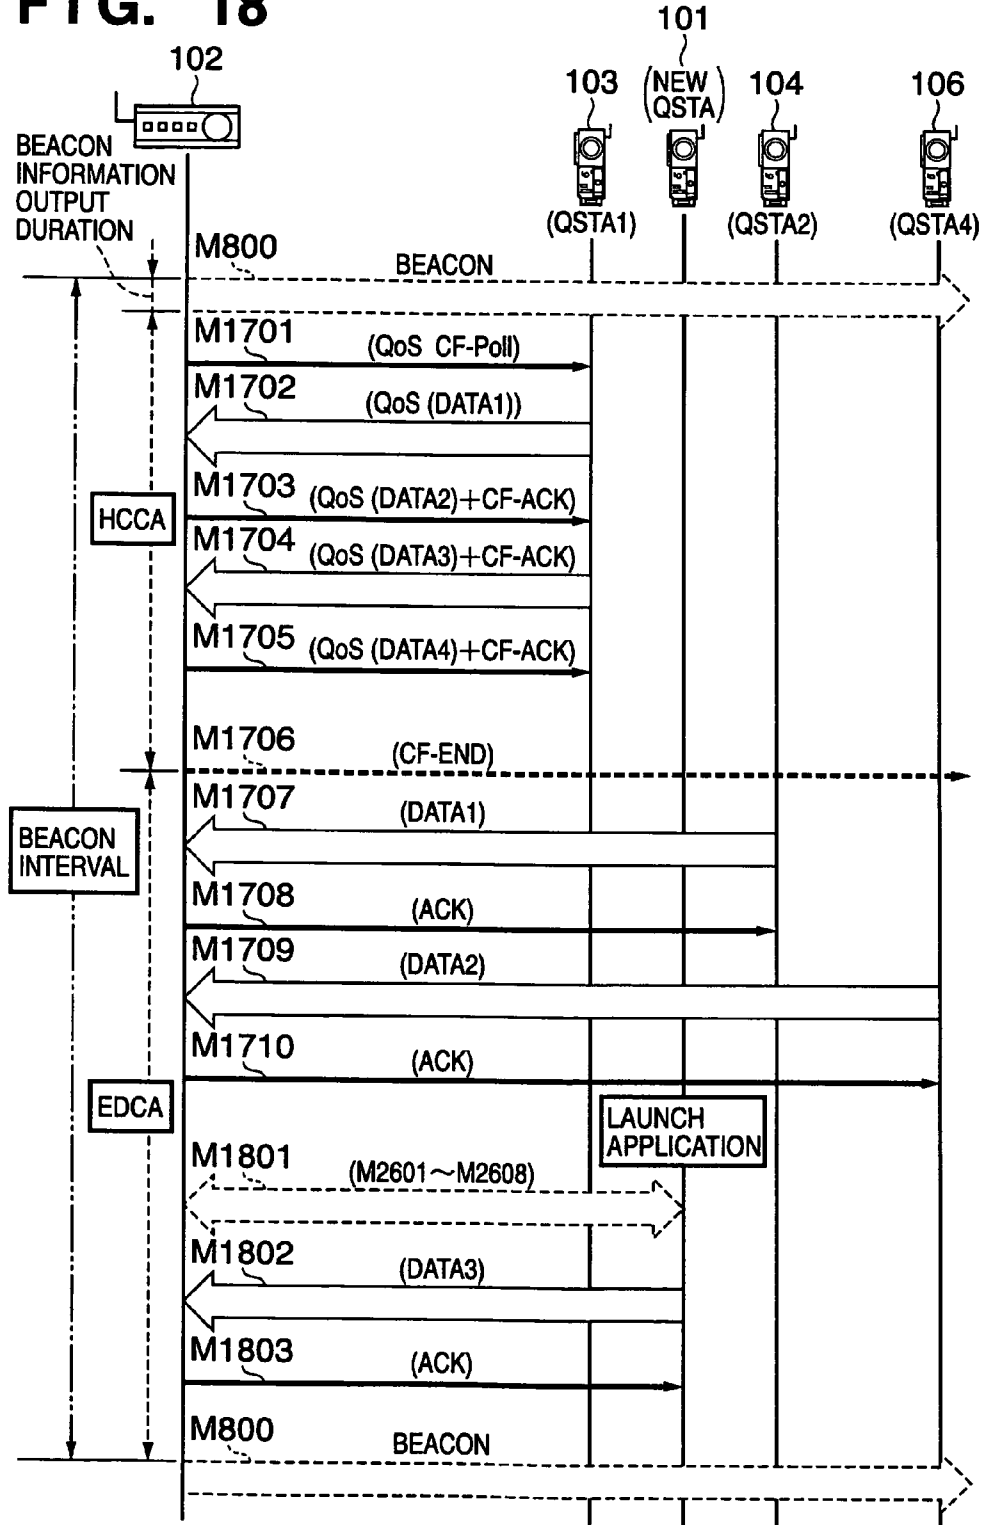 FIG. 18
102
101
(NEW QSTA)
103
104
106
(QSTA1)
(QSTA2)
(QSTA4)
BEACON
INFORMATION
OUTPUT
DURATION
M800
BEACON
M1701
(QoS CF-Poll)
M1702
(QoS (DATA1))
M1703
(QoS (DATA2)+CF-ACK)
HCCA
M1704
(QoS (DATA3)+CF-ACK)
M1705
(QoS (DATA4)+CF-ACK)
M1706
(CF-END)
M1707
(DATA1)
BEACON
INTERVAL
M1708
(ACK)
M1709
(DATA2)
M1710
(ACK)
EDCA
LAUNCH
APPLICATION
M1801
(M2601～M2608)
M1802
(DATA3)
M1803
(ACK)
M800
BEACON